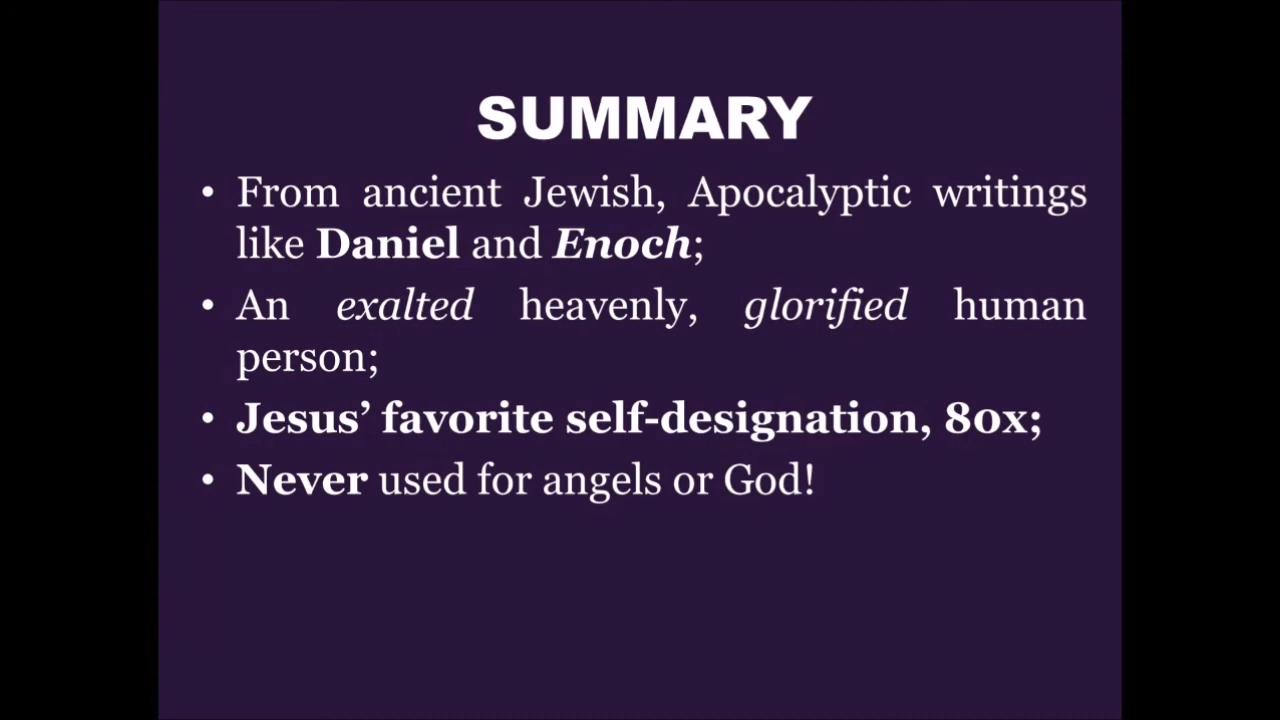 SUMMARY
• From ancient Jewish, Apocalyptic writings
like Daniel and Enoch;
• An exalted heavenly, glorified human
person;
• Jesus’ favorite self-designation, 80x;
• Never used for angels or God!